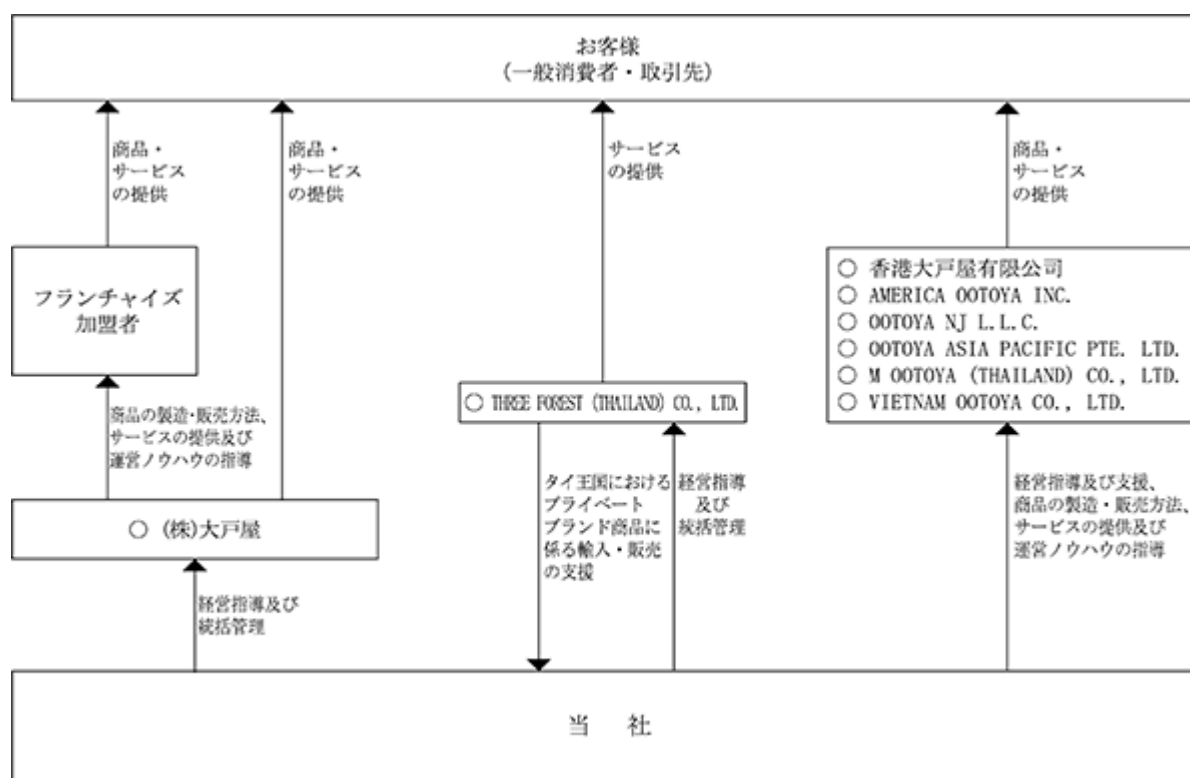 お客様
(一般消費者・取引先)
商品・
サービス
の提供
商品・
サービス
の提供
サービス
の提供
商品・
サービス
の提供
フランチャイズ
加盟者
○ 香港大戸屋有限公司
○ AMERICA OOTOYA INC.
○ OOTOYA NJ L.L.C.
○ OOTOYA ASIA PACIFIC PTE. LTD.
○ M OOTOYA (THAILAND) CO., LTD.
○ VIETNAM OOTOYA CO., LTD.
○ THREE FOREST (THAILAND) CO., LTD.
商品の製造・販売方法、
サービスの提供及び
運営ノウハウの指導
○ (株)大戸屋
タイ王国における
プライベート
ブランド商品に
係る輸入・販売
の支援
経営指導
及び
統括管理
経営指導及び支援、
商品の製造・販売方法、
サービスの提供及び
運営ノウハウの指導
経営指導及び
統括管理
当 社